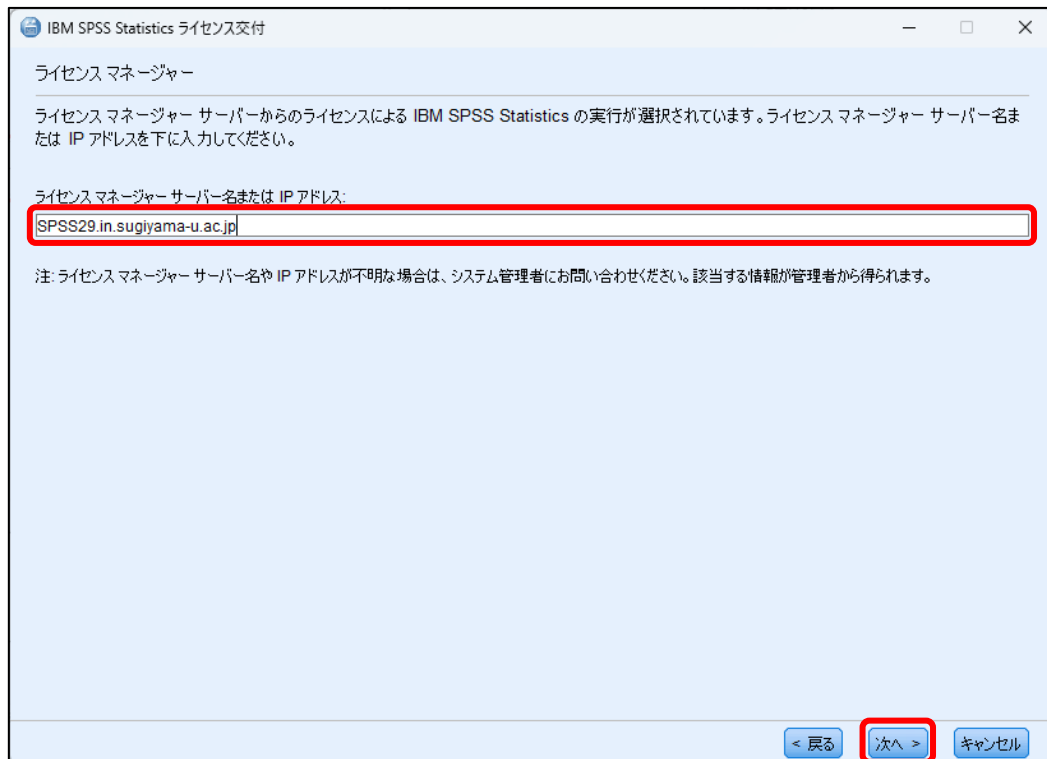 IBM SPSS Statistics ライセンス交付
ライセンス マネージャー
ライセンス マネージャー サーバーからのライセンスによる IBM SPSS Statistics の実行が選択されています。ライセンス マネージャー サーバー名ま
たは IP アドレスを下に入力してください。
ライセンス マネージャー サーバー名または IP アドレス:
SPSS29.in.sugiyama-u.ac.jp
注: ライセンス マネージャー サーバー名や IP アドレスが不明な場合は、システム管理者にお問い合わせください。該当する情報が管理者から得られます。
< 戻る 次へ > キャンセル